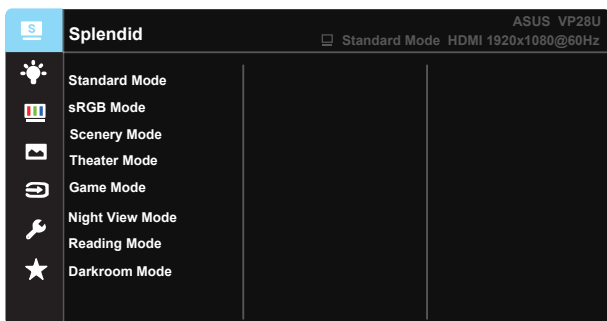 S
ASUS VP28U
Splendid
Standard Mode HDMI 1920x1080@60Hz
Standard Mode
sRGB Mode
Scenery Mode
Theater Mode
Game Mode
Night View Mode
Reading Mode
Darkroom Mode